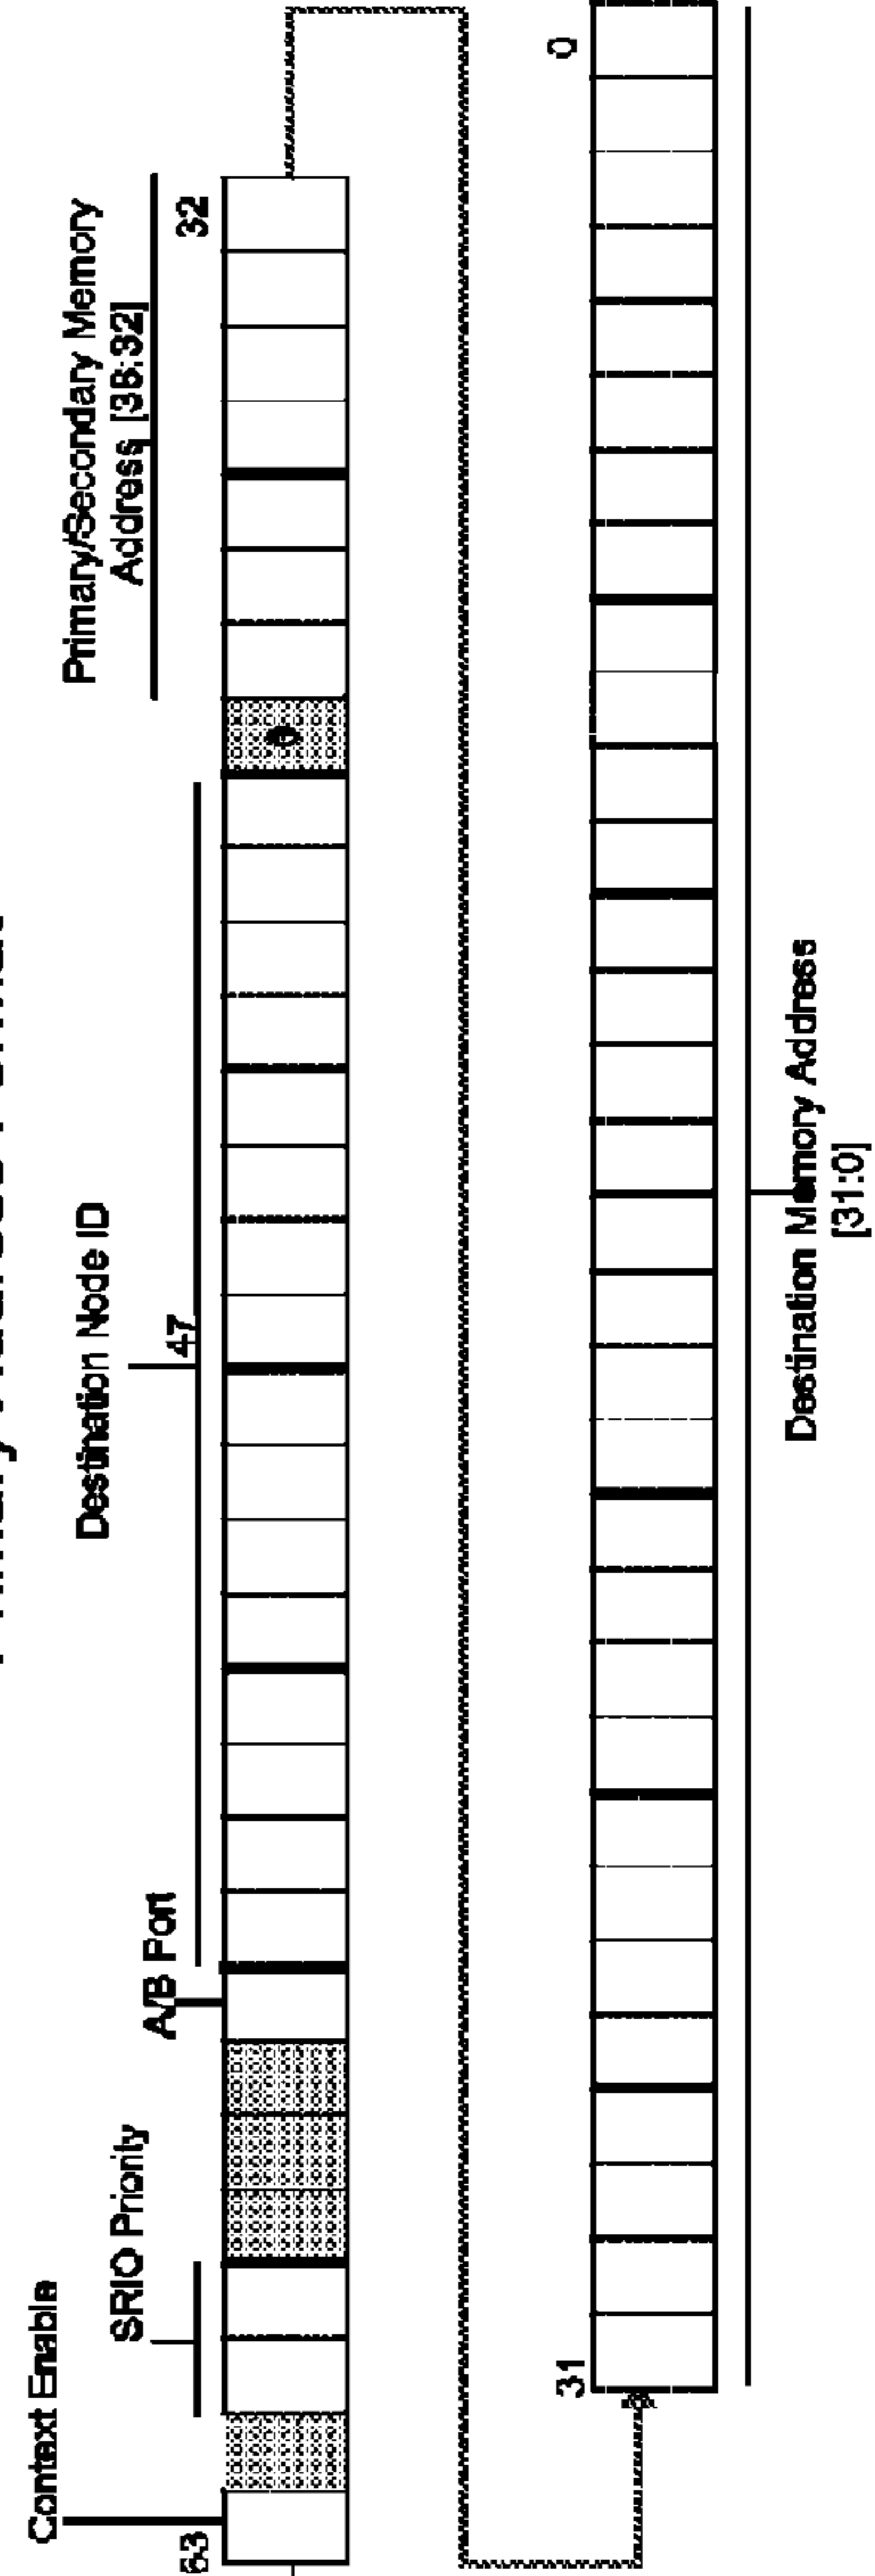 Context Enable
SRIO Priority
A/B Port
Destination Node ID
Primary/Secondary Memory
Address [38:32]
63
47
32
0
31
0
Destination Memory Address
[31:0]